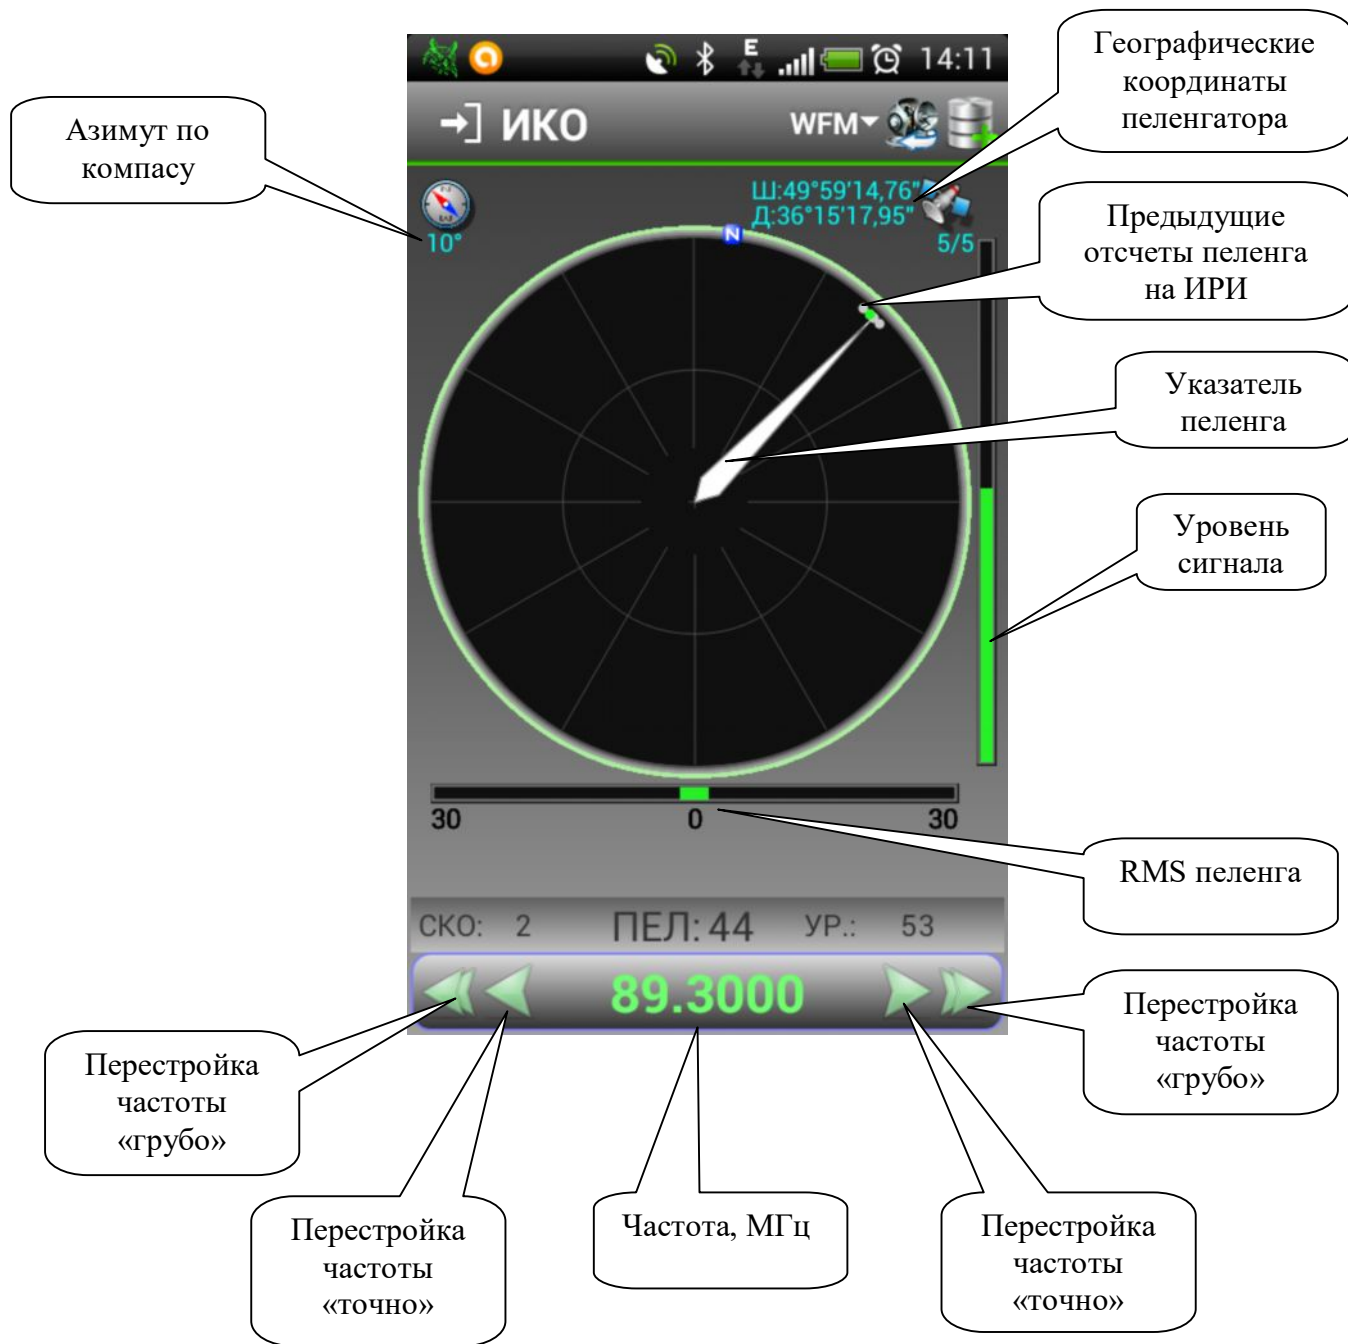 E
14:11
ИКО
WFM
Географические
координаты
пеленгатора
Азимут по
компасу
Ш:49°59'14,76"
Д:36°15'17,95"
10°
N
5/5
Предыдущие
отсчеты пеленга
на ИРИ
Указатель
пеленга
Уровень
сигнала
30
0
30
RMS пеленга
СКО: 2
ПЕЛ: 44
УР.: 53
89.3000
Перестройка
частоты
«грубо»
Перестройка
частоты
«грубо»
Перестройка
частоты
«точно»
Частота, МГц
Перестройка
частоты
«точно»